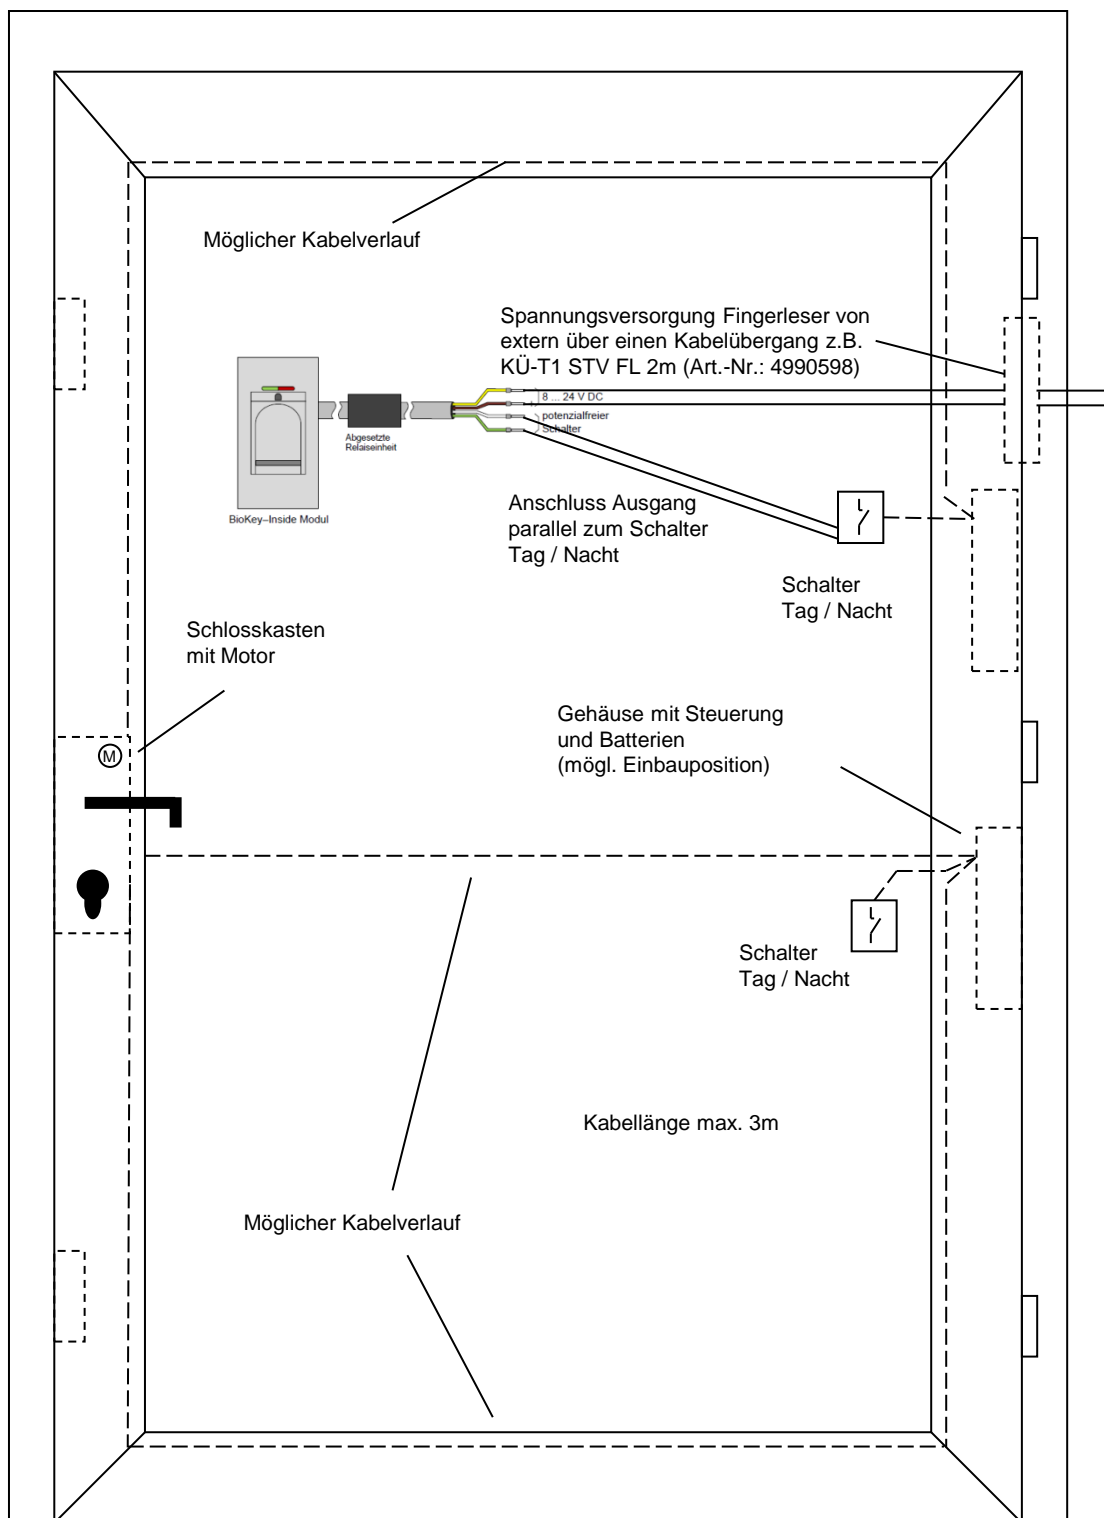 Möglicher Kabelverlauf
Spannungsversorgung Fingerleser von
extern über einen Kabelübergang z.B.
KÜ-T1 STV FL 2m (Art.-Nr.: 4990598)
8 ... 24 V DC
potenzialfreier
Schalter
Abgesetzte
Relaiseinheit
BioKey–Inside Modul
Anschluss Ausgang
parallel zum Schalter
Tag / Nacht
Schalter
Tag / Nacht
Schlosskasten
mit Motor
Gehäuse mit Steuerung
und Batterien
(mögl. Einbauposition)
M
Schalter
Tag / Nacht
Kabellänge max. 3m
Möglicher Kabelverlauf